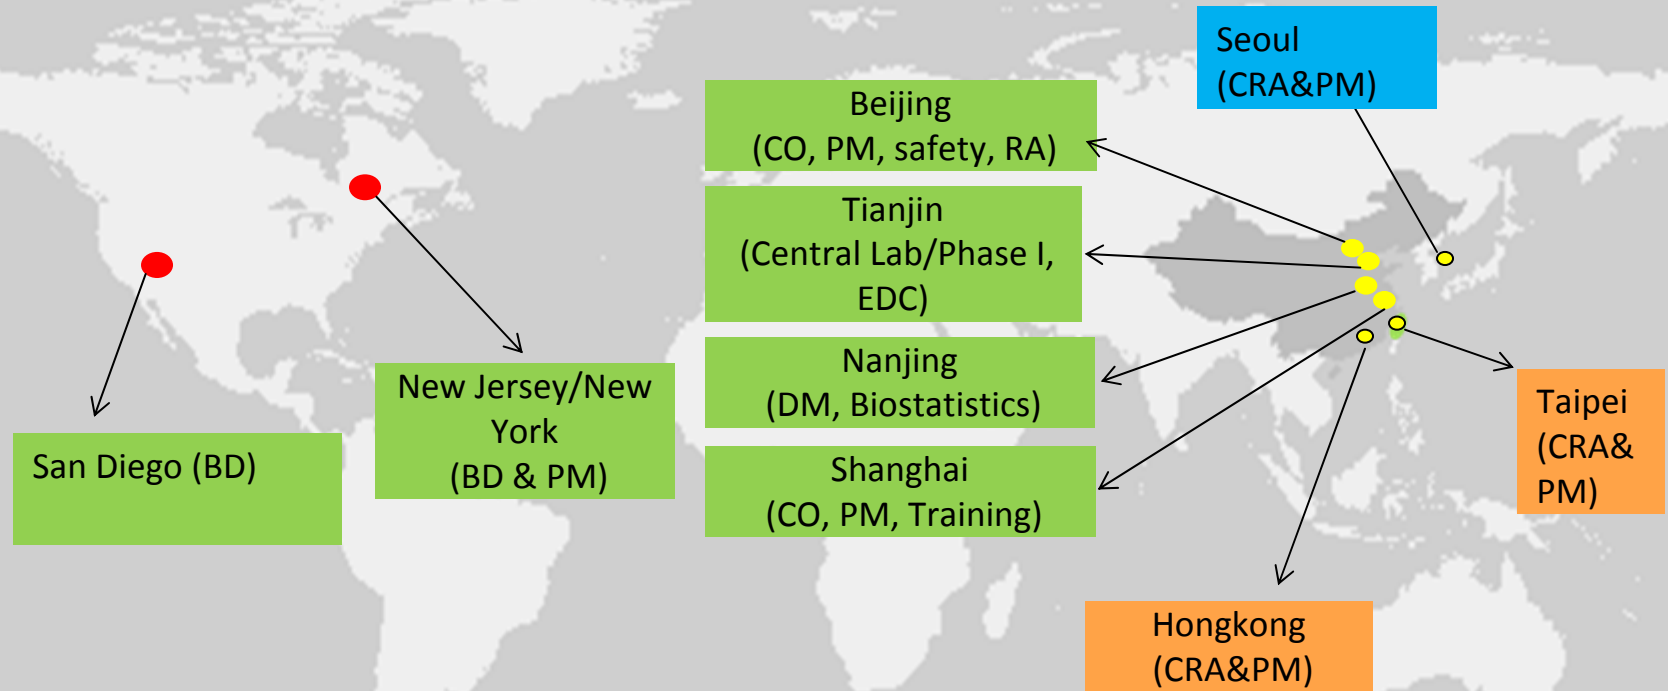 Seoul
(CRA&PM)
Beijing
(CO, PM, safety, RA)
Tianjin
(Central Lab/Phase I,
EDC)
Nanjing
(DM, Biostatistics)
Shanghai
(CO, PM, Training)
New Jersey/New
York
(BD & PM)
San Diego (BD)
Taipei
(CRA&
PM)
Hongkong
(CRA&PM)